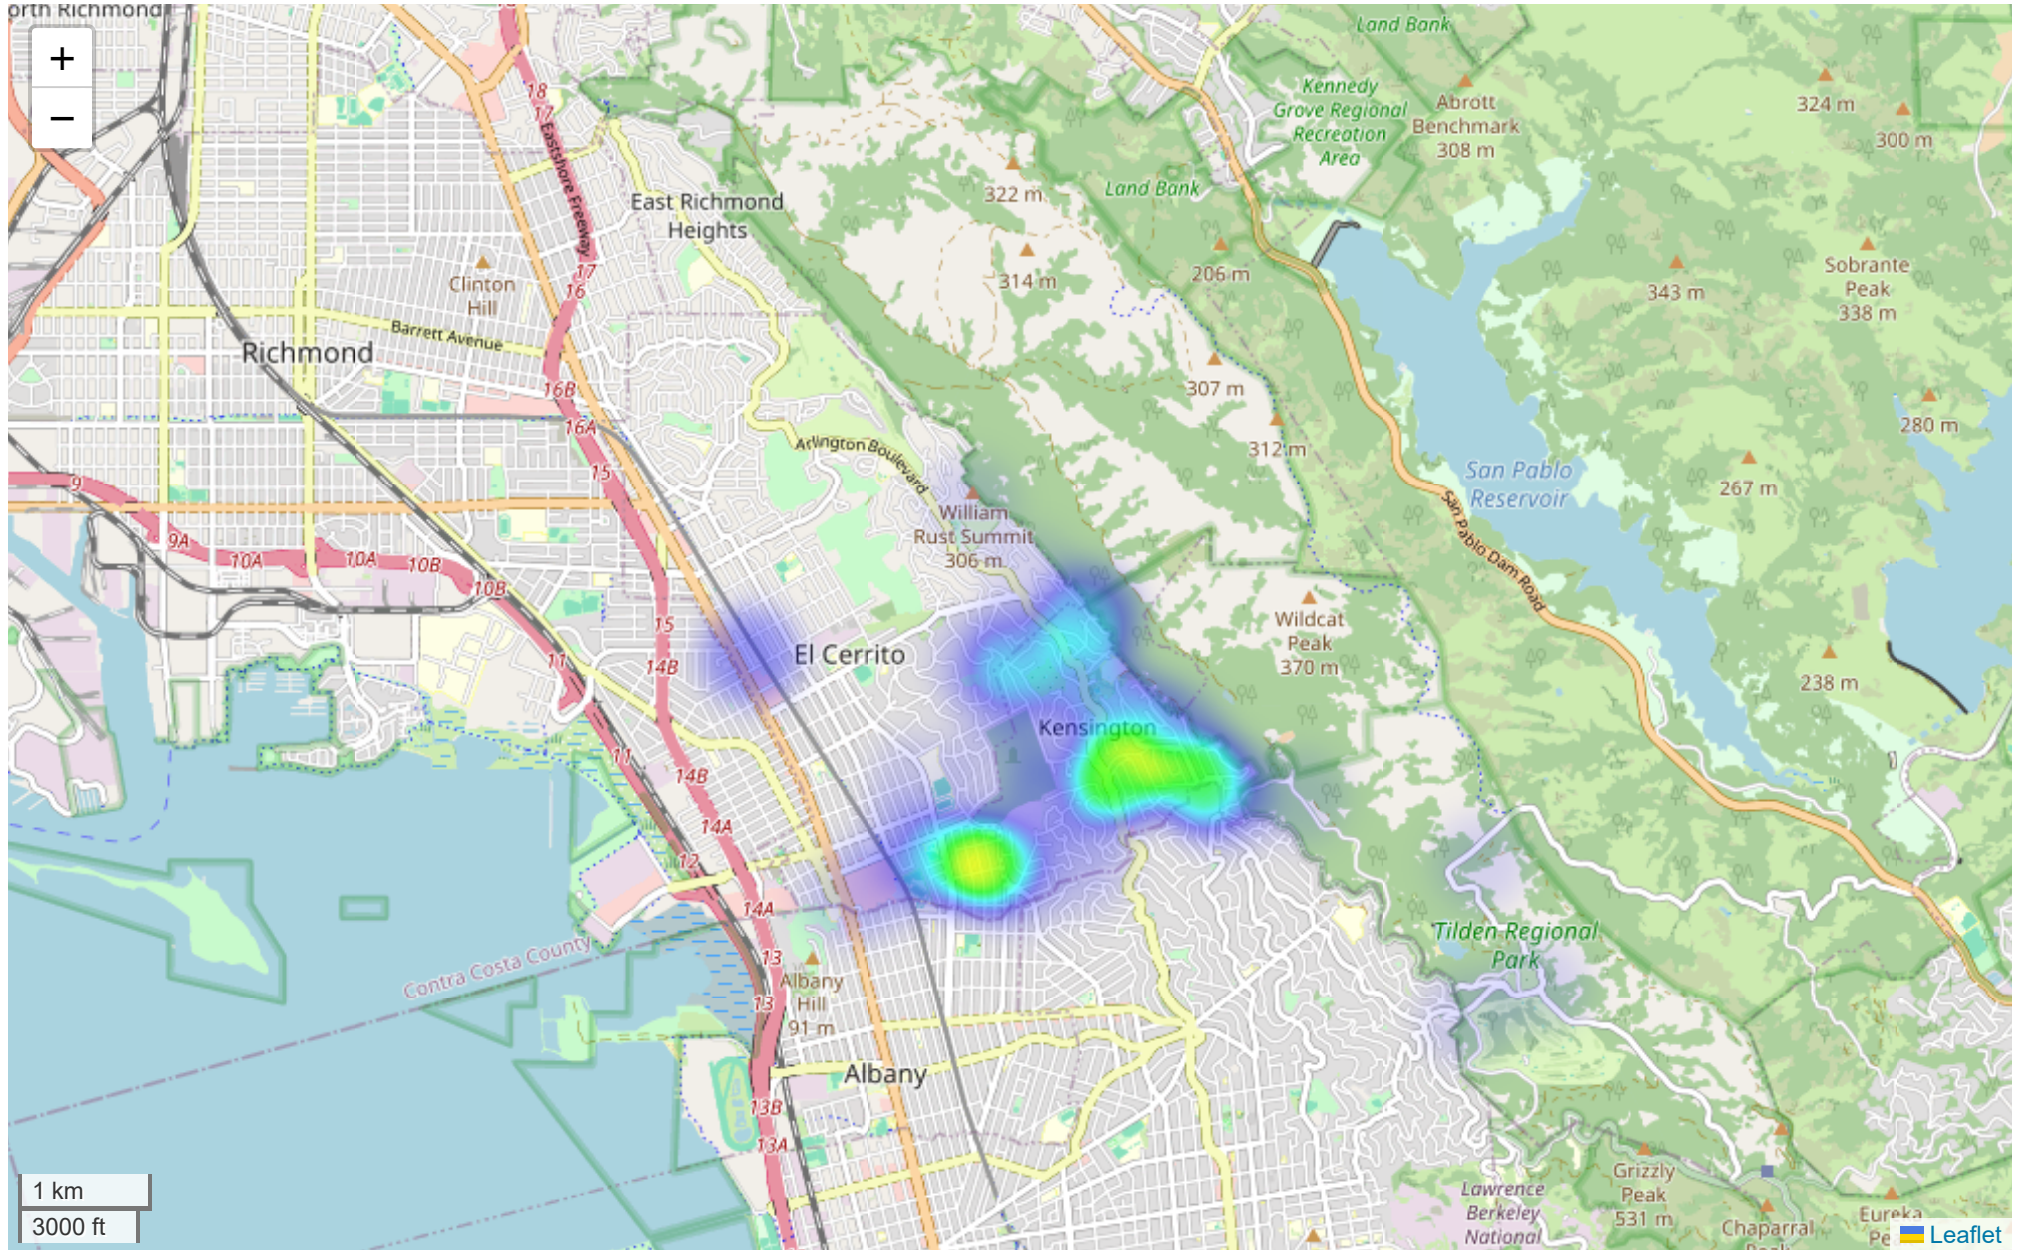 orth Richmond
+
−
18
17
Eastshore Freeway
17
16
East Richmond
Heights
Clinton
Hill
Barrett Avenue
Richmond
16B
16A
15
Arlington Boulevard
9
9A
10A
10A
10B
10B
William
Rust Summit
306 m
15
14B
El Cerrito
11
11
14B
14A
12
14A
13
13
13B
13A
Kensington
Contra Costa County
Albany
Hill
91 m
Albany
Land Bank
Kennedy
Grove Regional
Recreation
Area
Abrott
Benchmark
308 m
324 m
300 m
322 m
Land Bank
314 m
206 m
343 m
Sobrante
Peak
338 m
307 m
312 m
280 m
San Pablo
Reservoir
267 m
San Pablo Dam Road
Wildcat
Peak
370 m
238 m
Tilden Regional
Park
Grizzly
Peak
531 m
Lawrence
Berkeley
National
Chaparral
Eureka
Pe
1 km
3000 ft
Leaflet